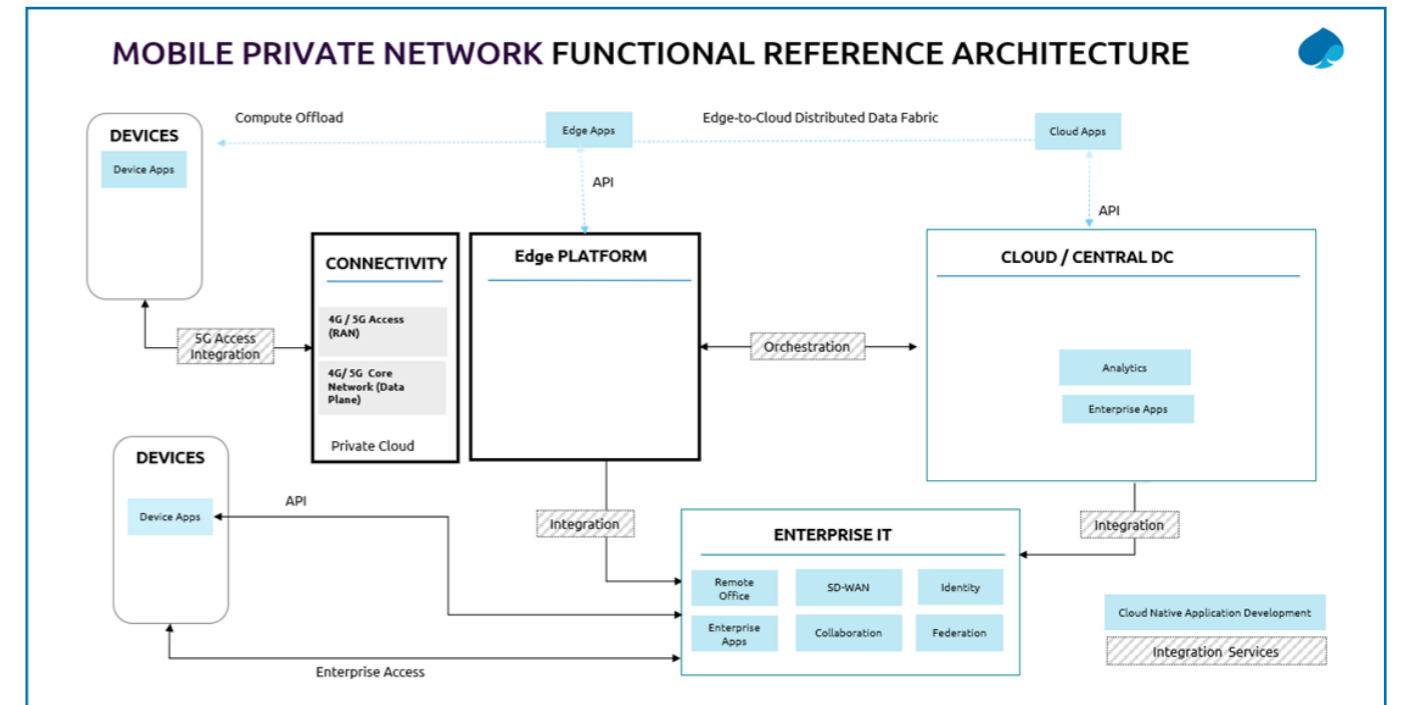 MOBILE PRIVATE NETWORK FUNCTIONAL REFERENCE ARCHITECTURE
Compute Offload
Edge Apps
Edge-to-Cloud Distributed Data Fabric
Cloud Apps
DEVICES
Device Apps
API
API
CONNECTIVITY
4G / 5G Access
(RAN)
4G/ 5G Core
Network (Data
Plane)
Private Cloud
Edge PLATFORM
CLOUD / CENTRAL DC
5G Access
Integration
Orchestration
Analytics
Enterprise Apps
DEVICES
Device Apps
API
Integration
Integration
ENTERPRISE IT
Remote
Office
SD-WAN
Identity
Enterprise
Apps
Collaboration
Federation
Enterprise Access
Cloud Native Application Development
Integration Services